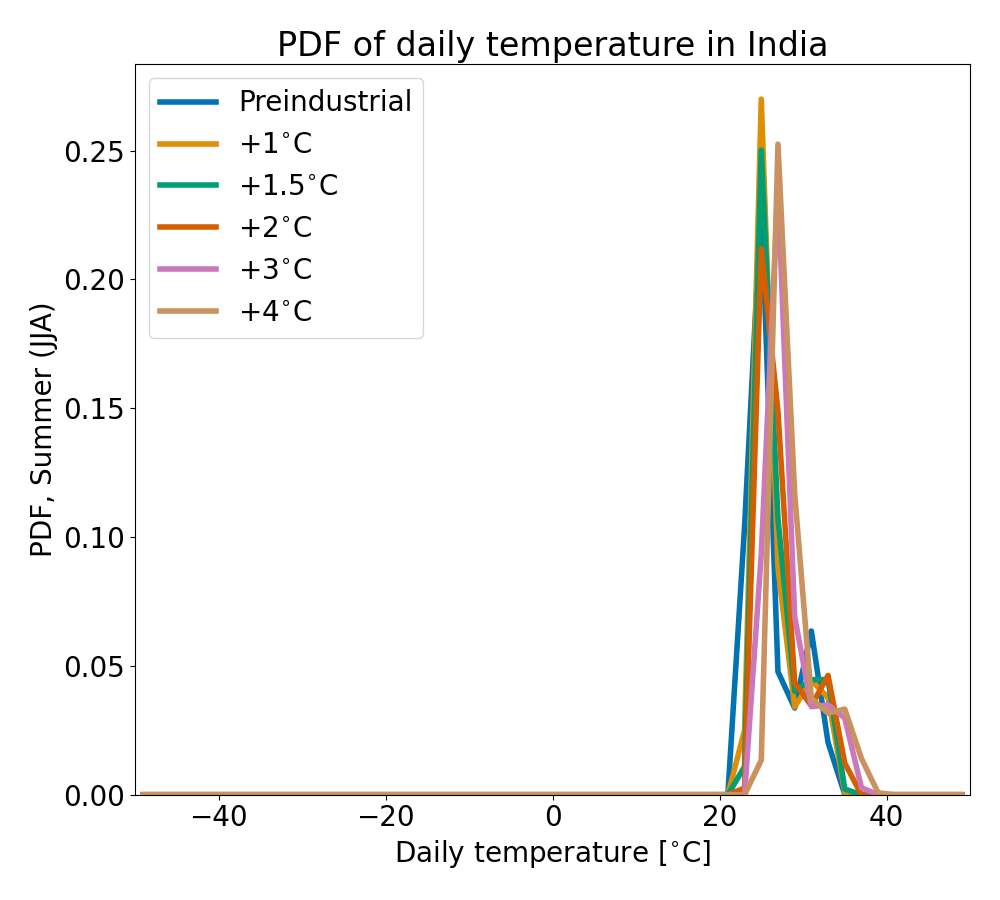 PDF of daily temperature in India
Preindustrial
+1°C
+1.5°C
+2°C
+3°C
+4°C
PDF, Summer (JJA)
0.25
0.20
0.15
0.10
0.05
0.00
−40 −20 0 20 40
Daily temperature [°C]